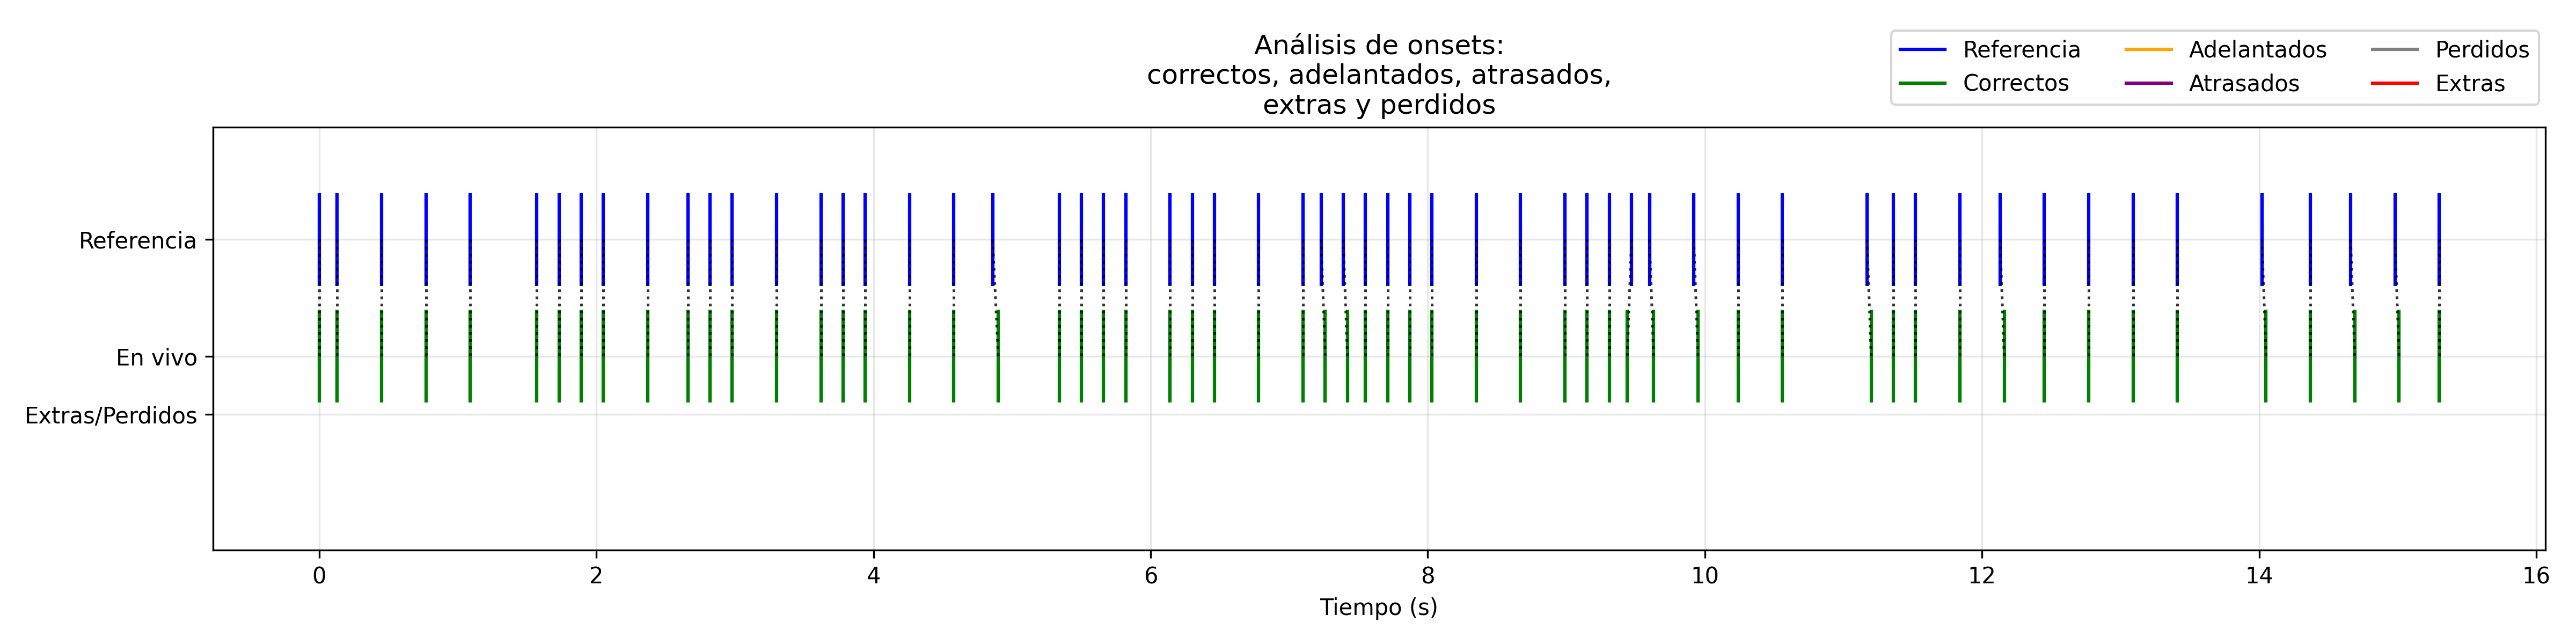 Análisis de onsets:
correctos, adelantados, atrasados,
extras y perdidos
Referencia
Correctos
Adelantados
Atrasados
Perdidos
Extras
Referencia
En vivo
Extras/Perdidos
0 2 4 6 8 10 12 14 16
Tiempo (s)